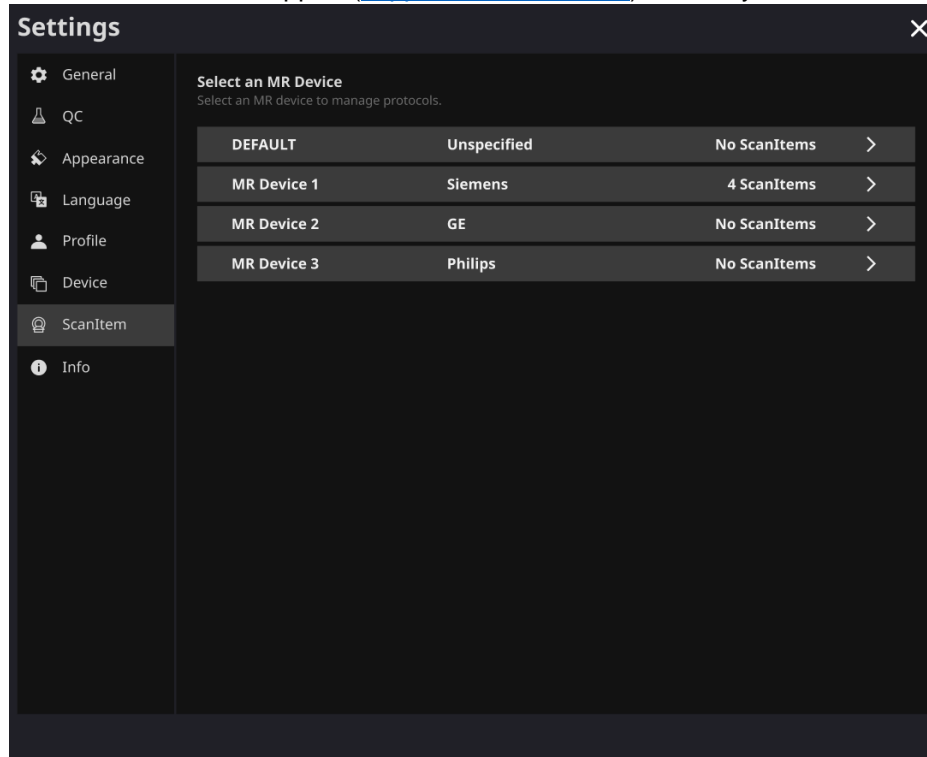 Settings
General
QC
Appearance
Language
Profile
Device
ScanItem
Info
Select an MR Device
Select an MR device to manage protocols.
DEFAULT Unspecified No ScanItems
MR Device 1 Siemens 4 ScanItems
MR Device 2 GE No ScanItems
MR Device 3 Philips No ScanItems